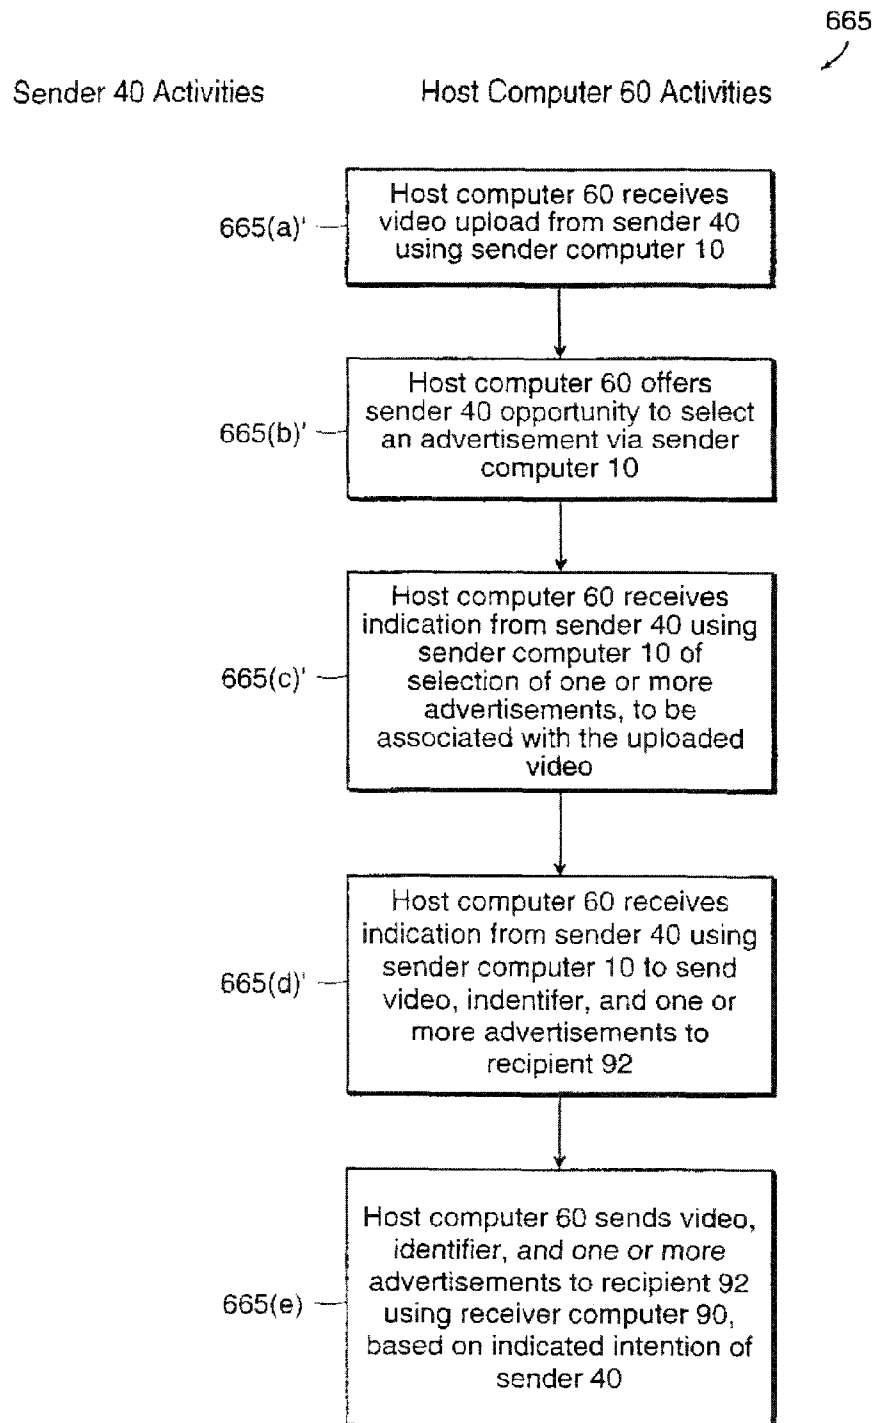 665
Sender 40 Activities
Host Computer 60 Activities
665(a)'
Host computer 60 receives
video upload from sender 40
using sender computer 10
665(b)'
Host computer 60 offers
sender 40 opportunity to select
an advertisement via sender
computer 10
665(c)'
Host computer 60 receives
indication from sender 40 using
sender computer 10 of
selection of one or more
advertisements, to be
associated with the uploaded
video
665(d)'
Host computer 60 receives
indication from sender 40 using
sender computer 10 to send
video, indentifer, and one or
more advertisements to
recipient 92
665(e)
Host computer 60 sends video,
identifier, and one or more
advertisements to recipient 92
using receiver computer 90,
based on indicated intention of
sender 40